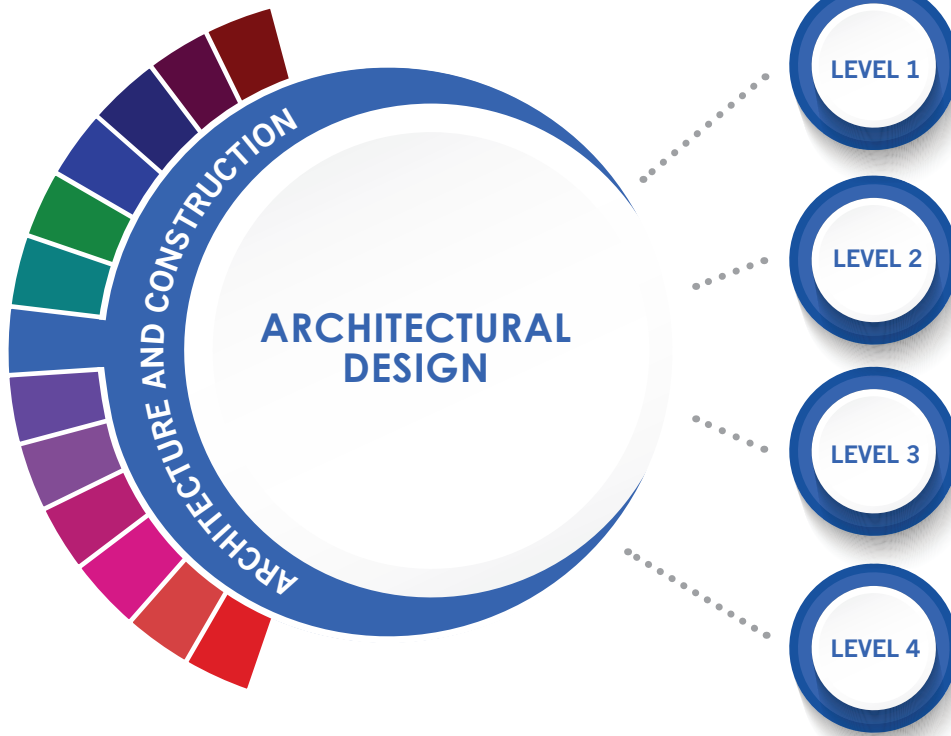 ARCHITECTURE AND CONSTRUCTION
ARCHITECTURAL
DESIGN
LEVEL 1
LEVEL 2
LEVEL 3
LEVEL 4